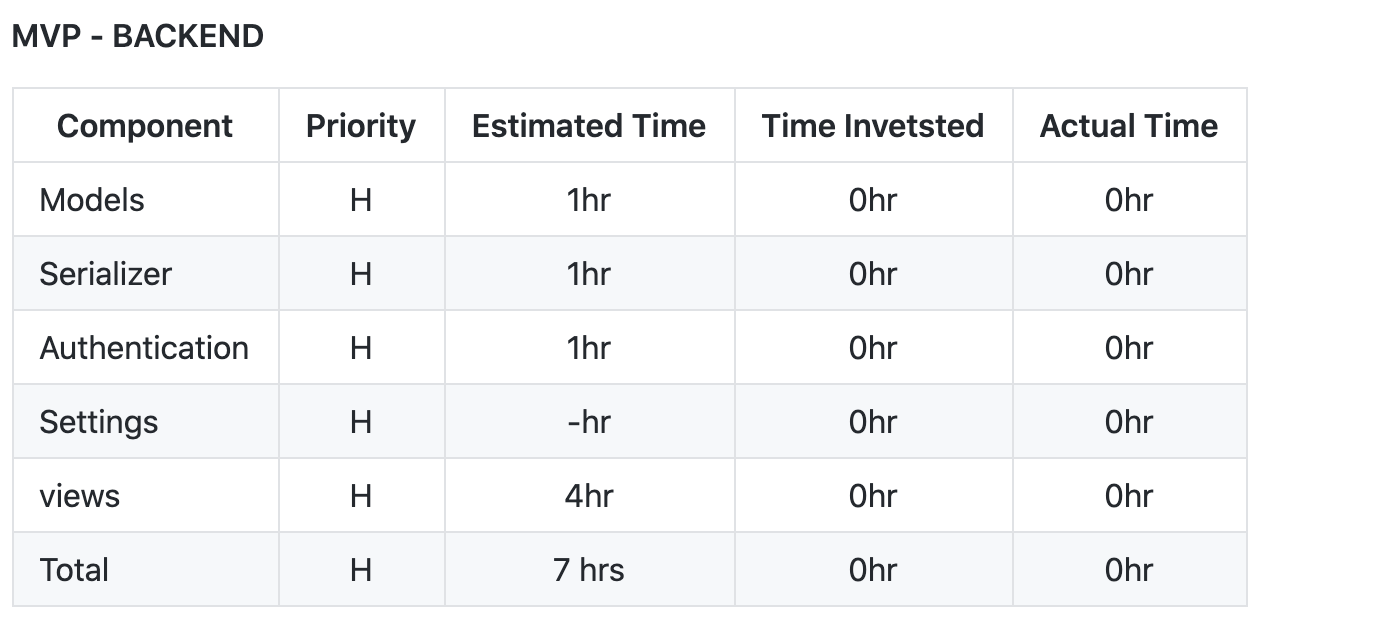 MVP - BACKEND
Component Priority Estimated Time Time Invetsted Actual Time
Models H 1hr 0hr 0hr
Serializer H 1hr 0hr 0hr
Authentication H 1hr 0hr 0hr
Settings H -hr 0hr 0hr
views H 4hr 0hr 0hr
Total H 7 hrs 0hr 0hr